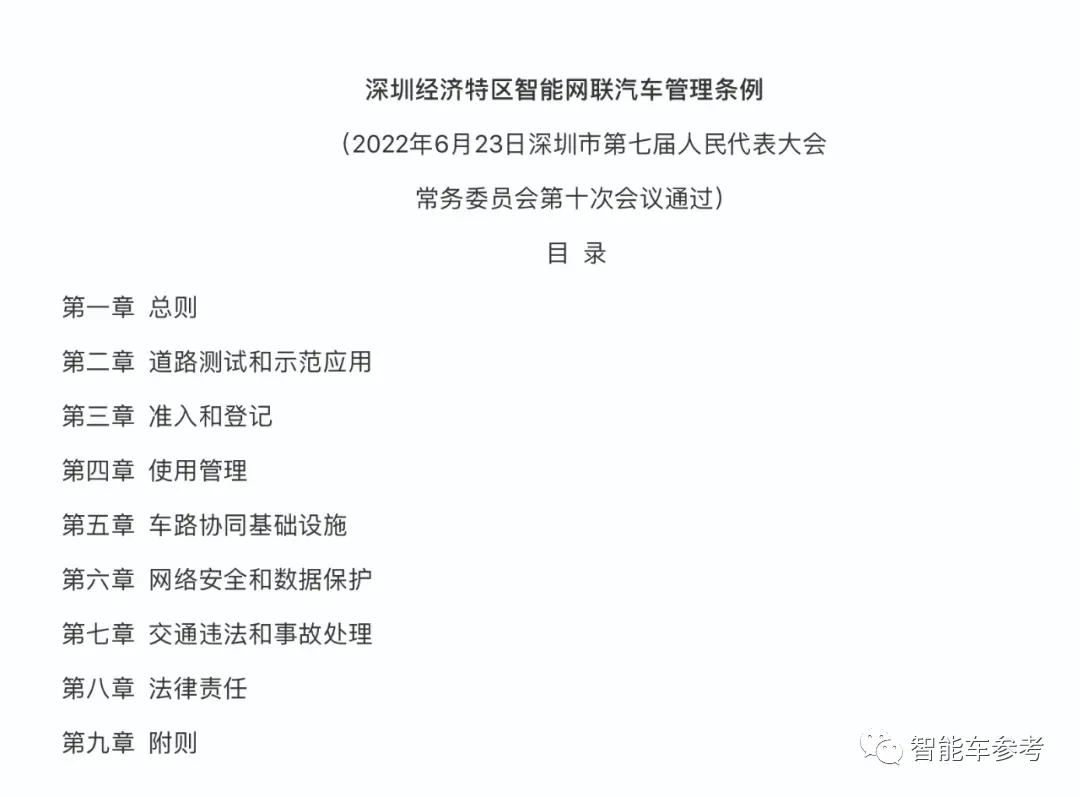 深圳经济特区智能网联汽车管理条例
（2022年6月23日深圳市第七届人民代表大会
常务委员会第十次会议通过）
目 录
第一章 总则
第二章 道路测试和示范应用
第三章 准入和登记
第四章 使用管理
第五章 车路协同基础设施
第六章 网络安全和数据保护
第七章 交通违法和事故处理
第八章 法律责任
第九章 附则
智能车参考